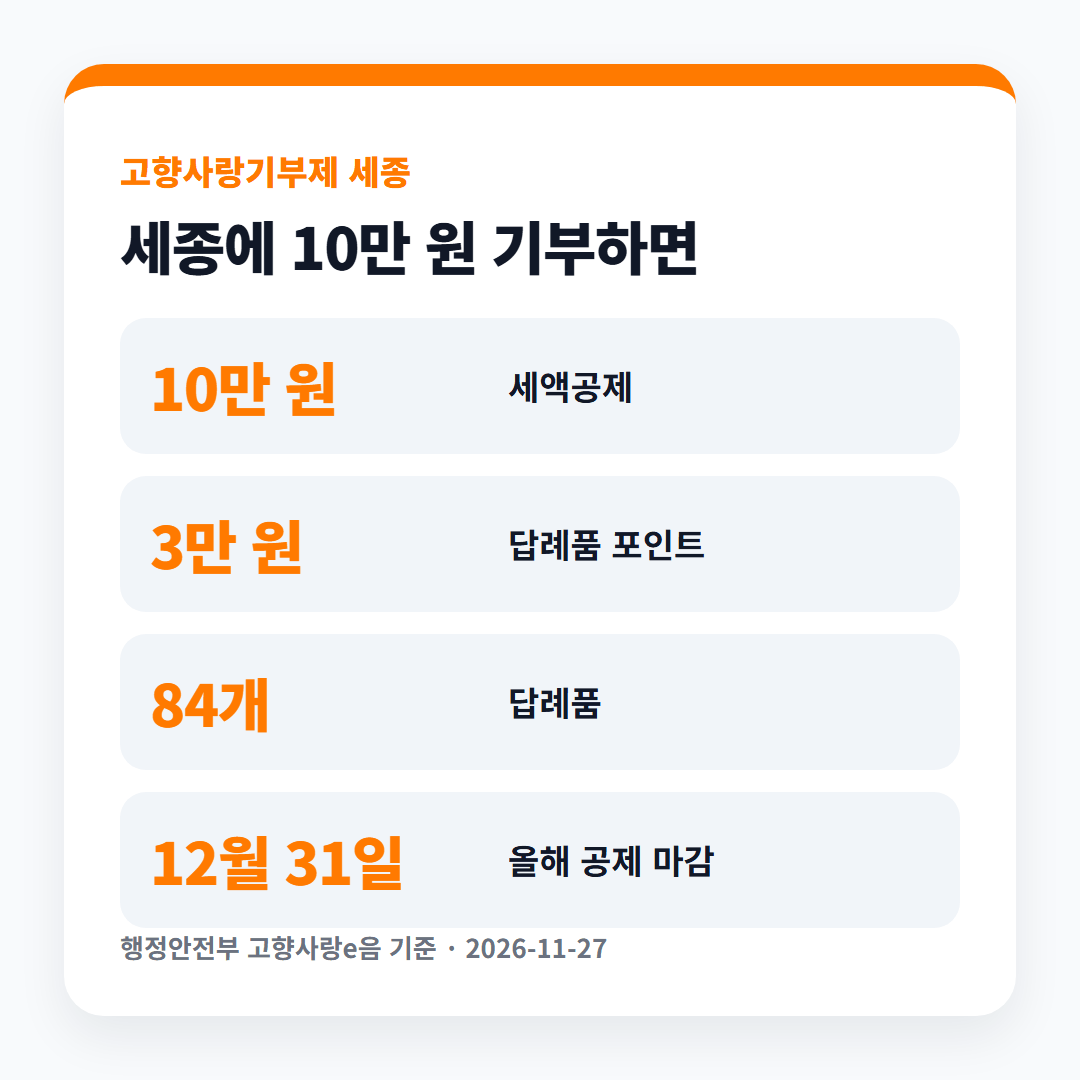 고향사랑기부제 세종
세종에 10만 원 기부하면
10만 원 세액공제
3만 원 답례품 포인트
84개 답례품
12월 31일 올해 공제 마감
행정안전부 고향사랑e음 기준 · 2026-11-27